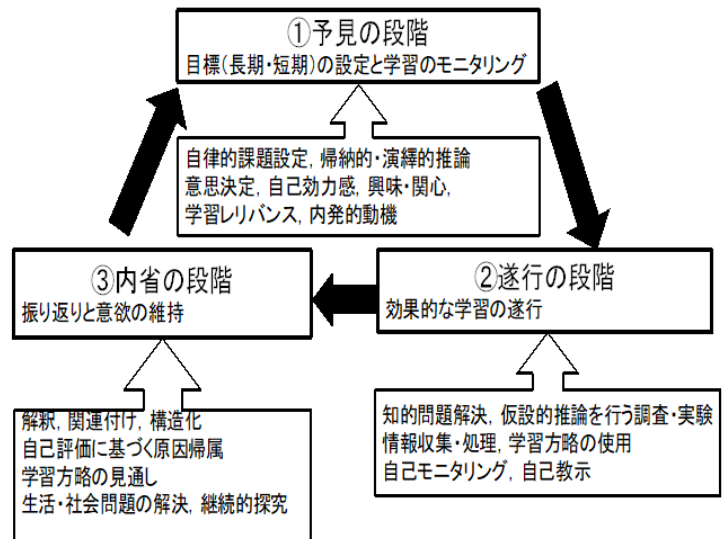 ①予見の段階
目標(長期・短期)の設定と学習のモニタリング
自律的課題設定, 帰納的・演繹的推論
意思決定, 自己効力感, 興味・関心,
学習レリバンス, 内発的動機
③内省の段階
振り返りと意欲の維持
②遂行の段階
効果的な学習の遂行
解釈, 関連付け, 構造化
自己評価に基づく原因帰属
学習方略の見通し
生活・社会問題の解決, 継続的探究
知的問題解決, 仮設的推論を行う調査・実験
情報収集・処理, 学習方略の使用
自己モニタリング, 自己教示